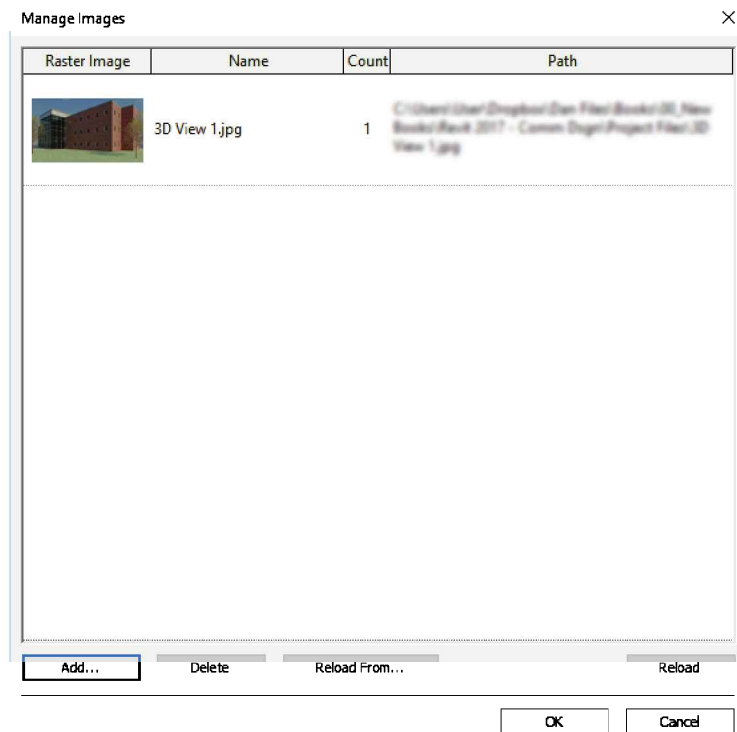 Manage Images
Raster Image Name Count Path
3D View 1.jpg 1
Add... Delete Reload From... Reload
OK Cancel